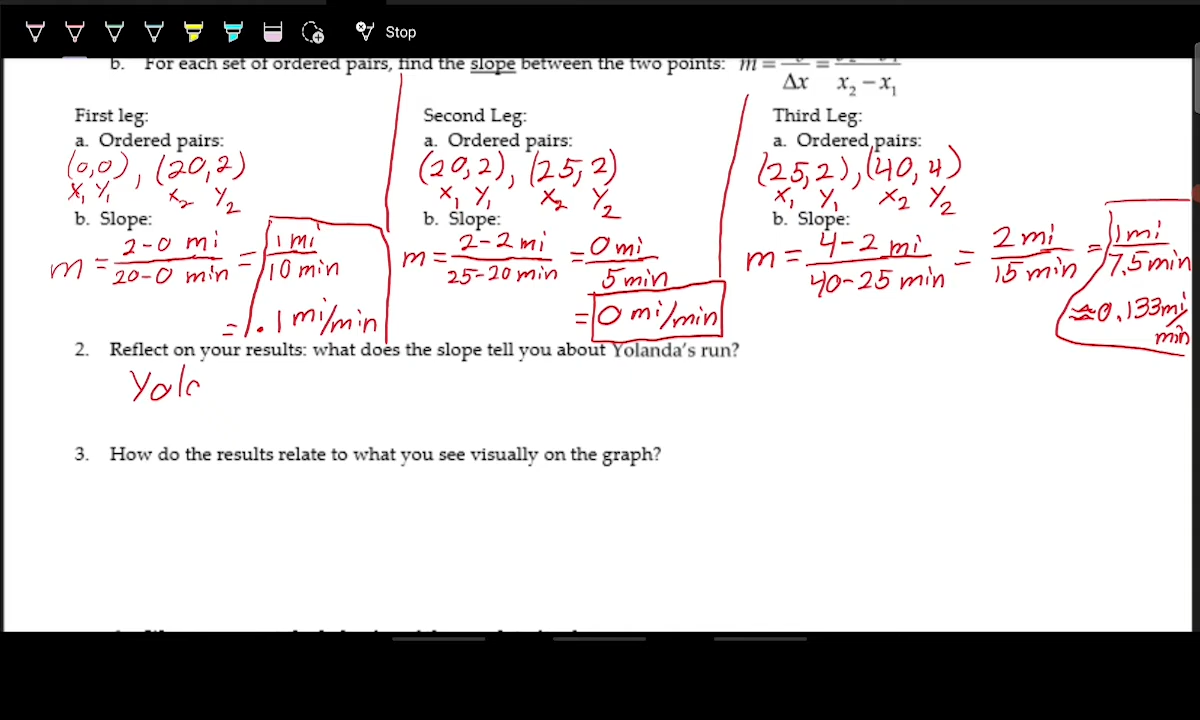 Stop
b. For each set of ordered pairs, find the slope between the two points: m = — = —
Δx x₂ – x₁
First leg:
a. Ordered pairs:
(0,0), (20,2)
X₁ Y₁ X₂ Y₂
b. Slope:
m = 2-0 mi / 20-0 min = 1 mi / 10 min
= .1 mi/min
Second Leg:
a. Ordered pairs:
(20,2), (25,2)
X₁ Y₁ X₂ Y₂
b. Slope:
m = 2-2 mi / 25-20 min = 0 mi / 5 min
= 0 mi/min
Third Leg:
a. Ordered pairs:
(25,2), (40,4)
X₁ Y₁ X₂ Y₂
b. Slope:
m = 4-2 mi / 40-25 min = 2 mi / 15 min = 1 mi / 7.5 min
≈ 0.133 mi/min
2. Reflect on your results: what does the slope tell you about Yolanda's run?
Yola
3. How do the results relate to what you see visually on the graph?